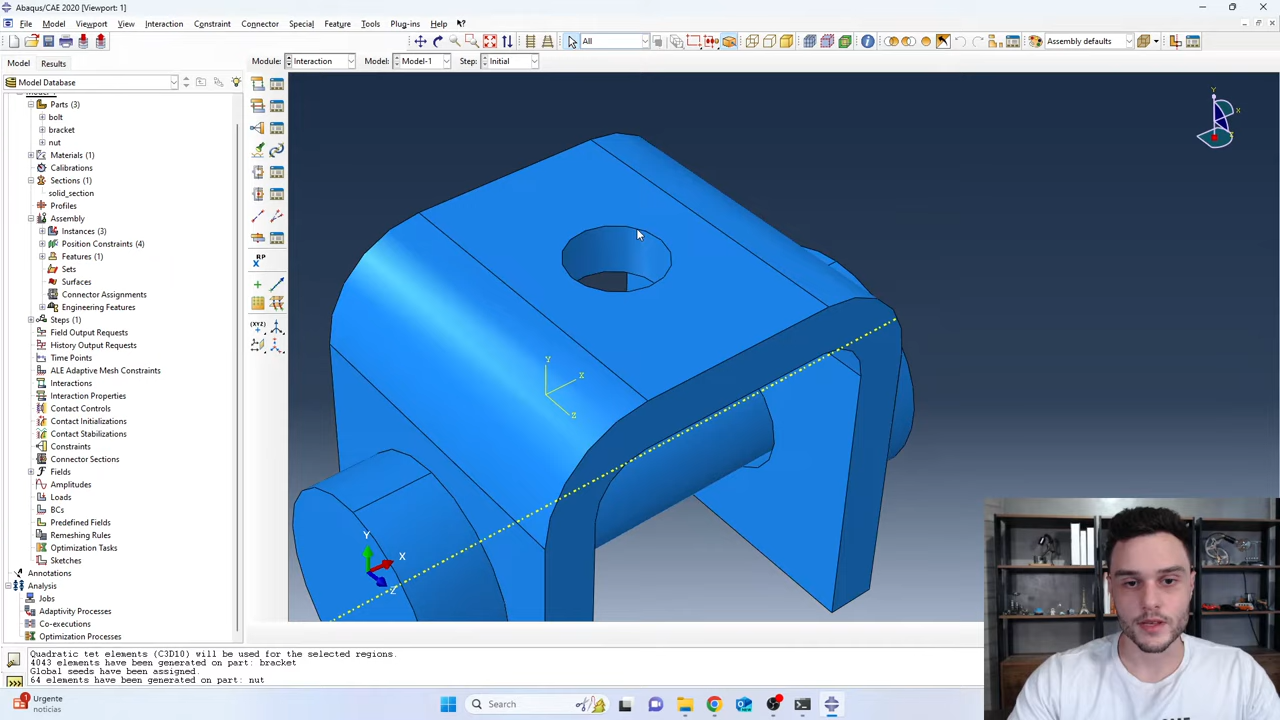 Abaqus/CAE 2020 [Viewport: 1]
File Model Viewport View Interaction Constraint Connector Special Feature Tools Plug-ins Help
All
Assembly defaults
Model Results
Module: Interaction Model: Model-1 Step: Initial
Model Database
Model-1
Parts (3)
bolt
bracket
nut
Materials (1)
Calibrations
Sections (1)
solid_section
Profiles
Assembly
Instances (3)
Position Constraints (4)
Features (1)
Sets
Surfaces
Connector Assignments
Engineering Features
Steps (1)
Field Output Requests
History Output Requests
Time Points
ALE Adaptive Mesh Constraints
Interactions
Interaction Properties
Contact Controls
Contact Initializations
Contact Stabilizations
Constraints
Connector Sections
Fields
Amplitudes
Loads
BCs
Predefined Fields
Remeshing Rules
Optimization Tasks
Sketches
Annotations
Analysis
Jobs
Adaptivity Processes
Co-executions
Optimization Processes
RP
(XYZ)
Y
X
Y
X
Z
Y
X
Z
Quadratic tet elements (C3D10) will be used for the selected regions.
4043 elements have been generated on part: bracket
Global seeds have been assigned.
64 elements have been generated on part: nut
1
Urgente
noticias
Search